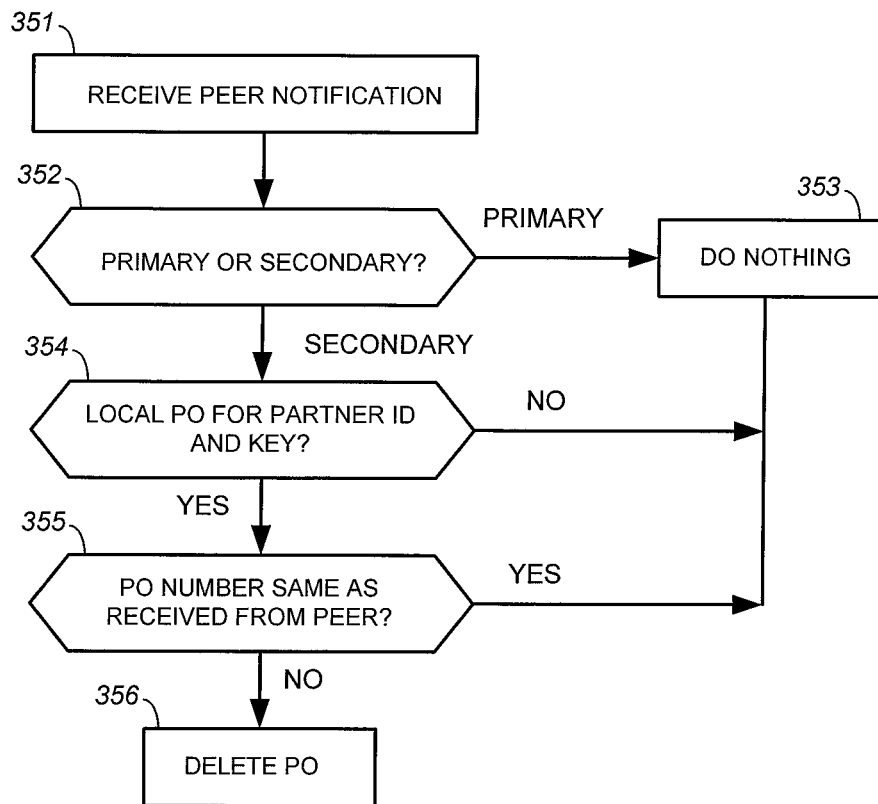 351
RECEIVE PEER NOTIFICATION
352
PRIMARY OR SECONDARY?
PRIMARY
353
DO NOTHING
SECONDARY
354
LOCAL PO FOR PARTNER ID
AND KEY?
NO
YES
355
PO NUMBER SAME AS
RECEIVED FROM PEER?
YES
NO
356
DELETE PO